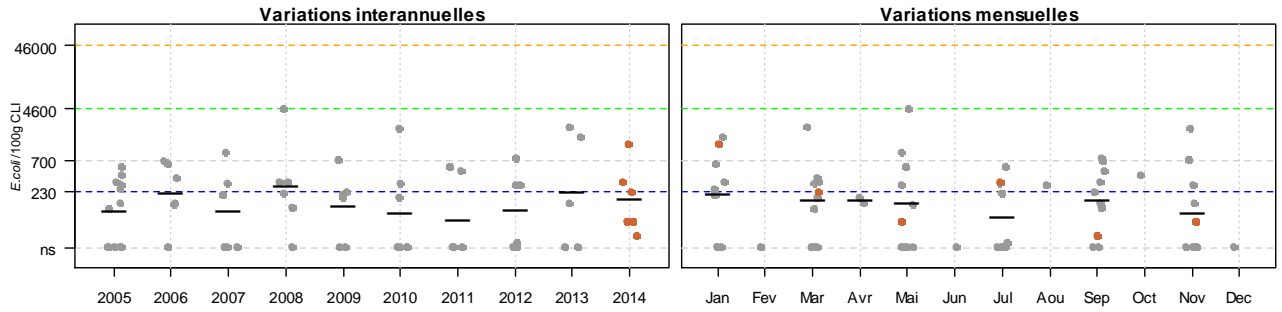 Variations interannuelles
Variations mensuelles
E.coli/100g CLI
46000
4600
700
230
ns
2005 2006 2007 2008 2009 2010 2011 2012 2013 2014
Jan Fev Mar Avr Mai Jun Jul Aou Sep Oct Nov Dec